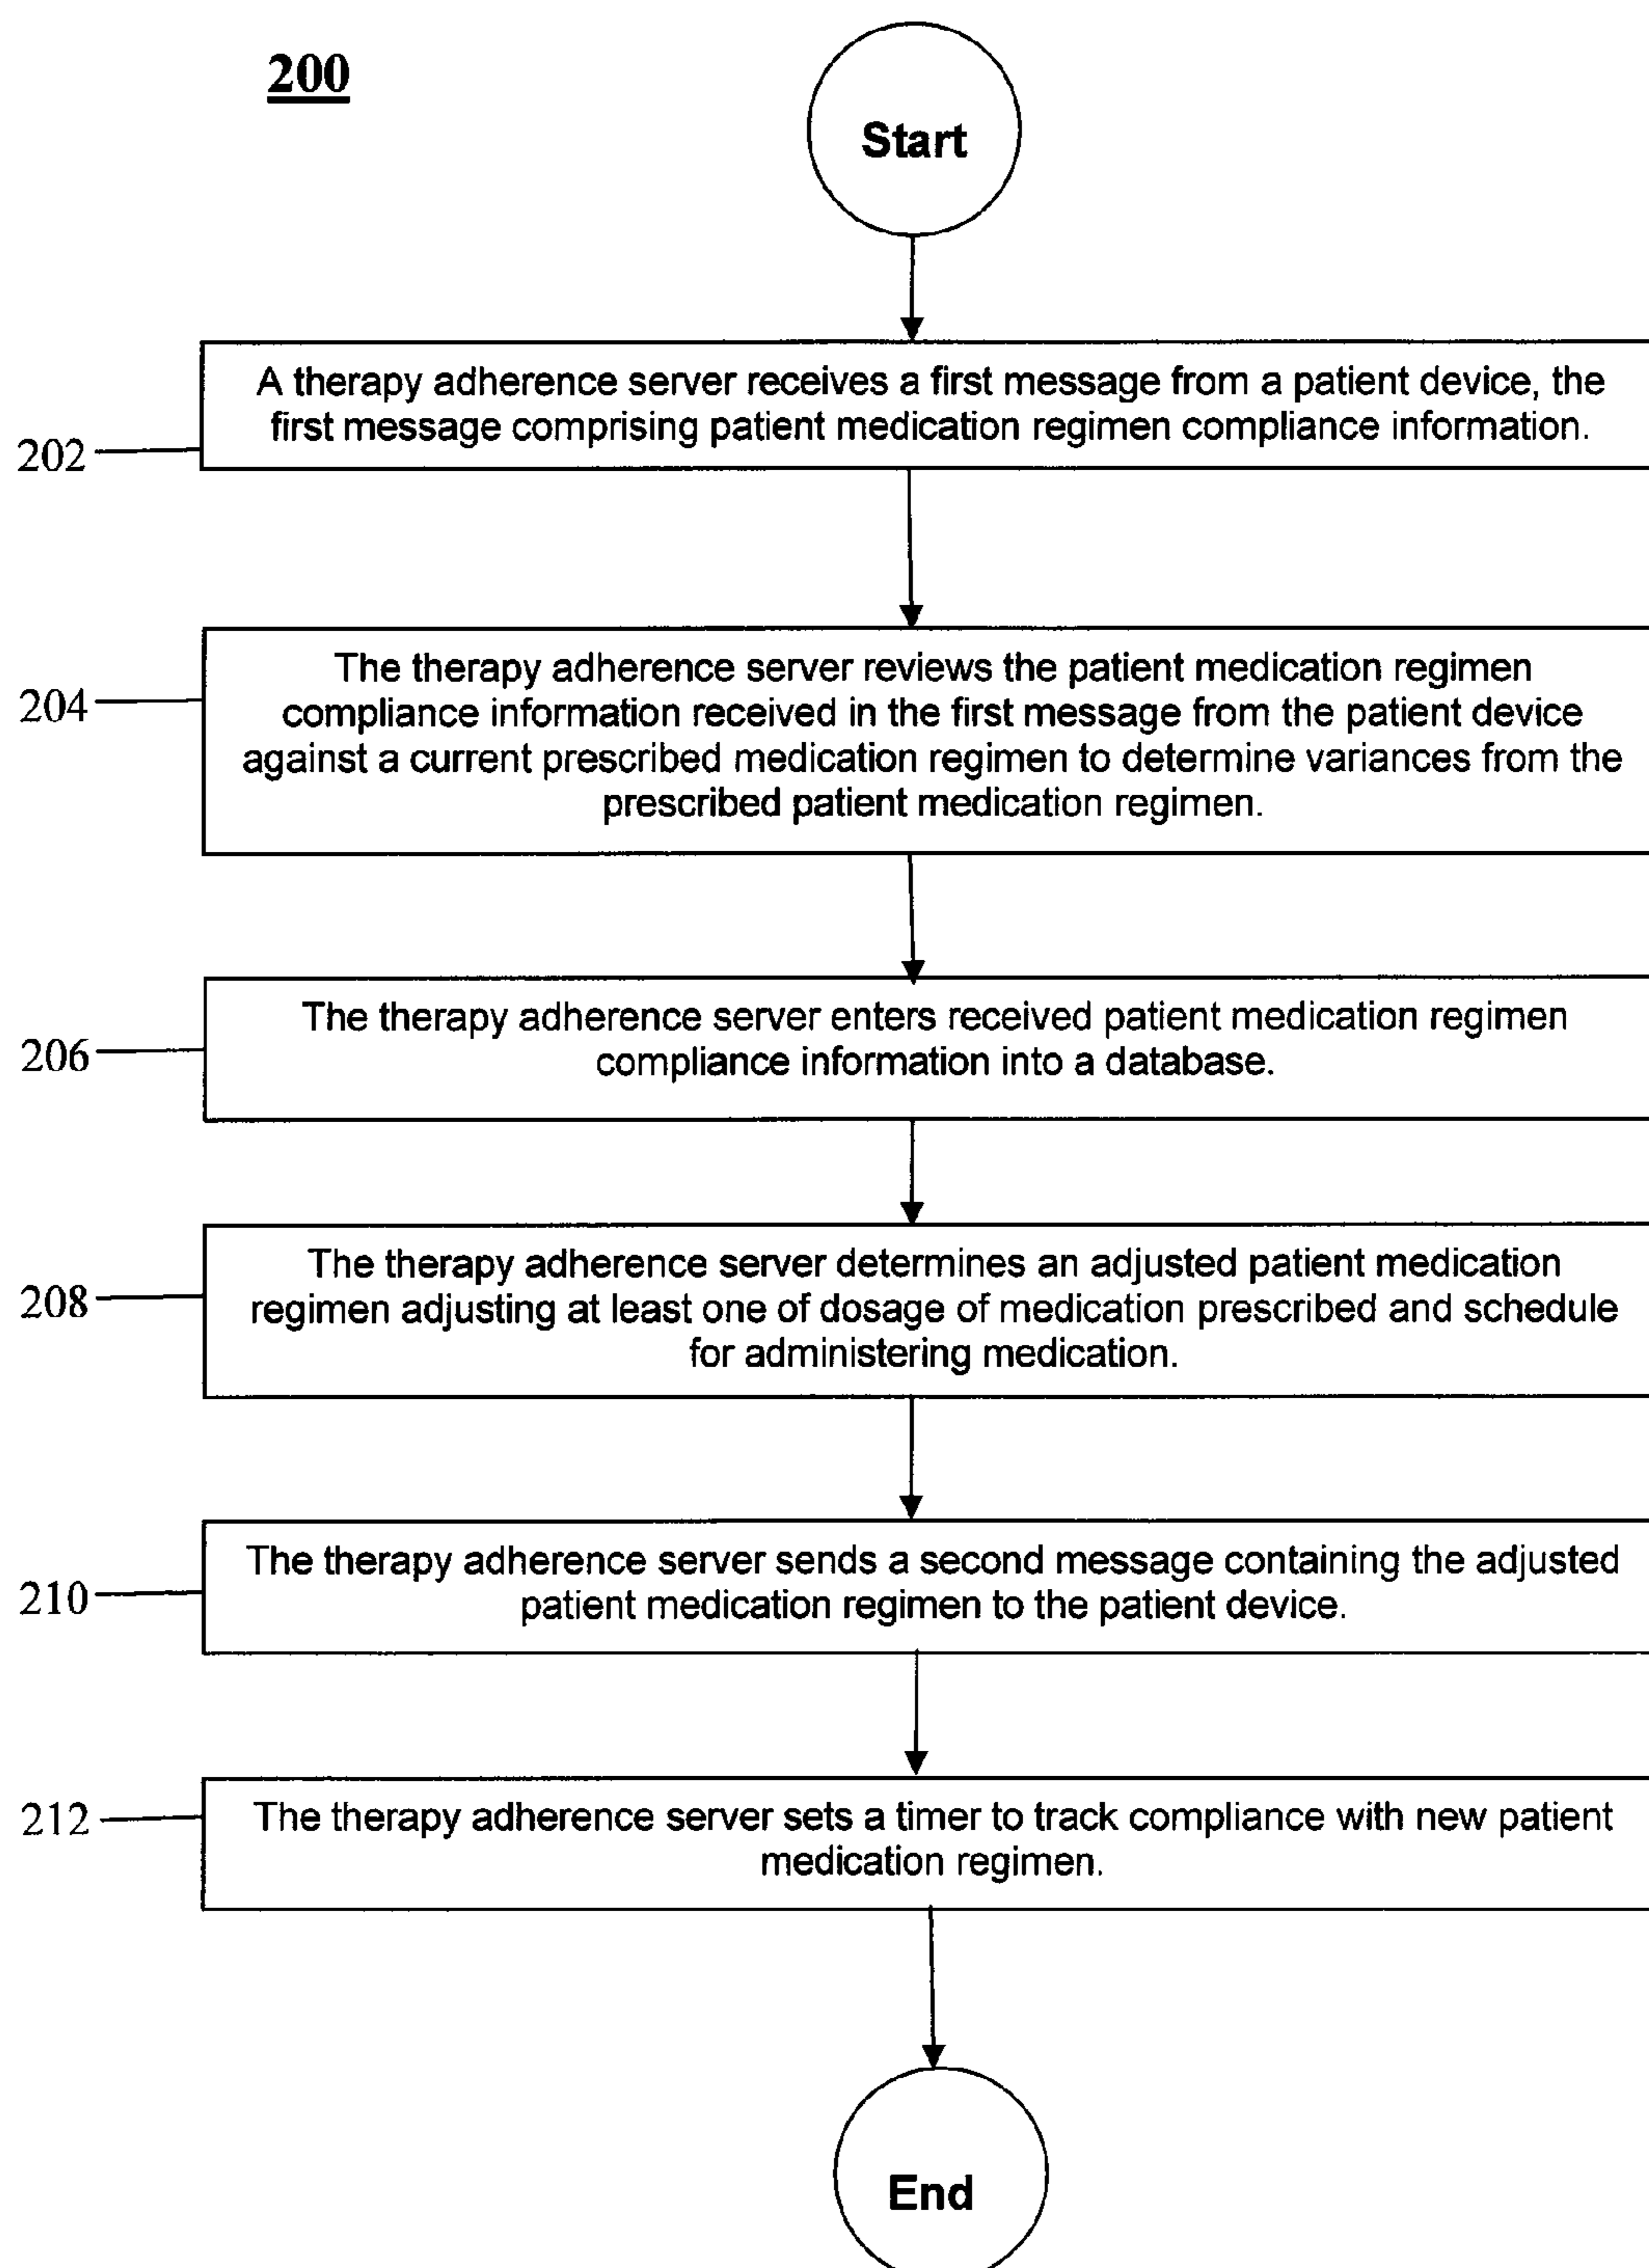 200
Start
202
A therapy adherence server receives a first message from a patient device, the
first message comprising patient medication regimen compliance information.
204
The therapy adherence server reviews the patient medication regimen
compliance information received in the first message from the patient device
against a current prescribed medication regimen to determine variances from the
prescribed patient medication regimen.
206
The therapy adherence server enters received patient medication regimen
compliance information into a database.
208
The therapy adherence server determines an adjusted patient medication
regimen adjusting at least one of dosage of medication prescribed and schedule
for administering medication.
210
The therapy adherence server sends a second message containing the adjusted
patient medication regimen to the patient device.
212
The therapy adherence server sets a timer to track compliance with new patient
medication regimen.
End